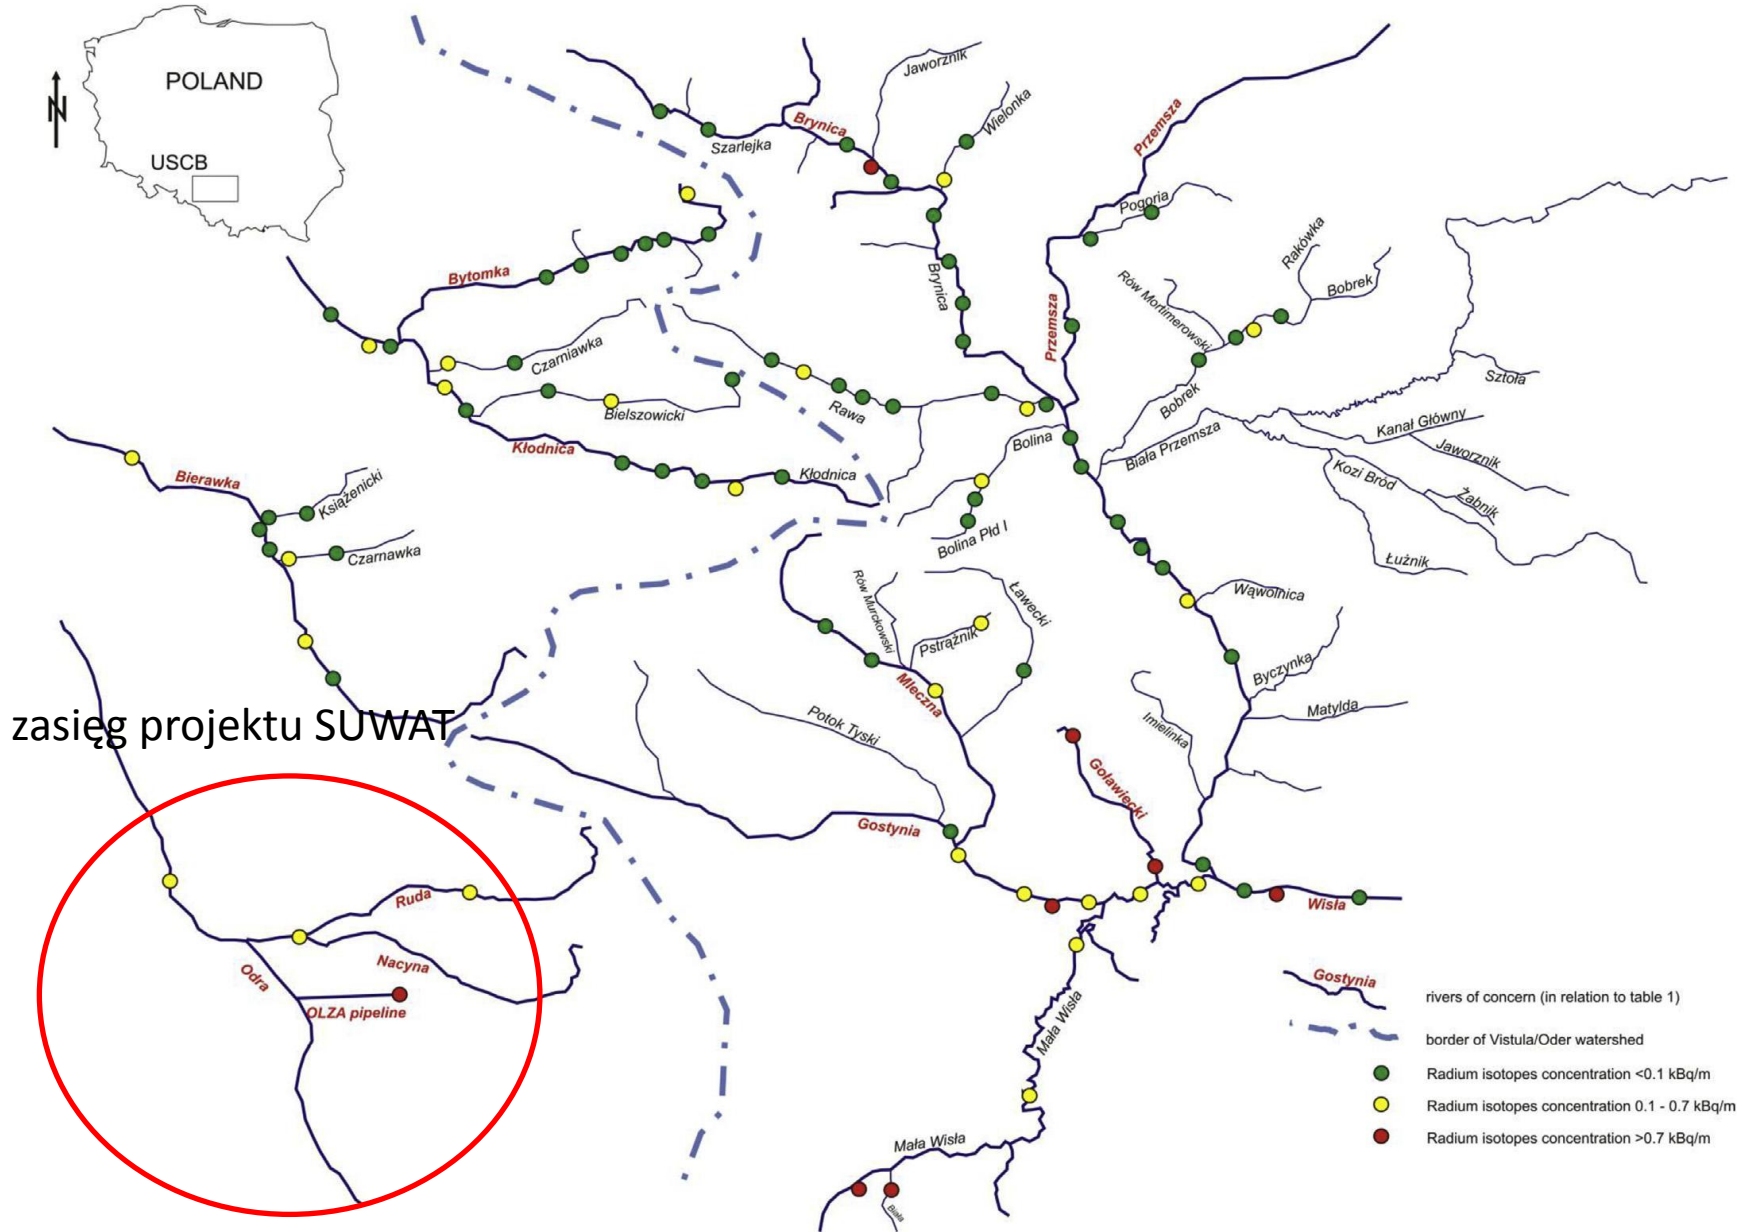 POLAND
N
USCB
Jaworznik
Wielonka
Brynica
Szarlejka
Przemsza
Pogoria
Bytomka
Brynica
Przemsza
Rakówka
Rów Mortimerowski
Bobrek
Czarniawka
Bielszowicki
Rawa
Bobrek
Sztoła
Kanał Główny
Jaworznik
Biała Przemsza
Kozi Bród
Żabnik
Łużnik
Bolina
Kłodnica
Kłodnica
Bierawka
Książenicki
Czarnawka
Bolina Płd I
Rów Murckowski
Ławecki
Pstrążnik
Wąwolnica
Byczynka
Mleczna
Potok Tyski
Imielinka
Matylda
zasięg projektu SUWAT
Goławiecki
Gostynia
Ruda
Wisła
Nacyna
Odra
OLZA pipeline
Mała Wisła
Mała Wisła
Biała
Gostynia
rivers of concern (in relation to table 1)
border of Vistula/Oder watershed
Radium isotopes concentration <0.1 kBq/m
Radium isotopes concentration 0.1 - 0.7 kBq/m
Radium isotopes concentration >0.7 kBq/m